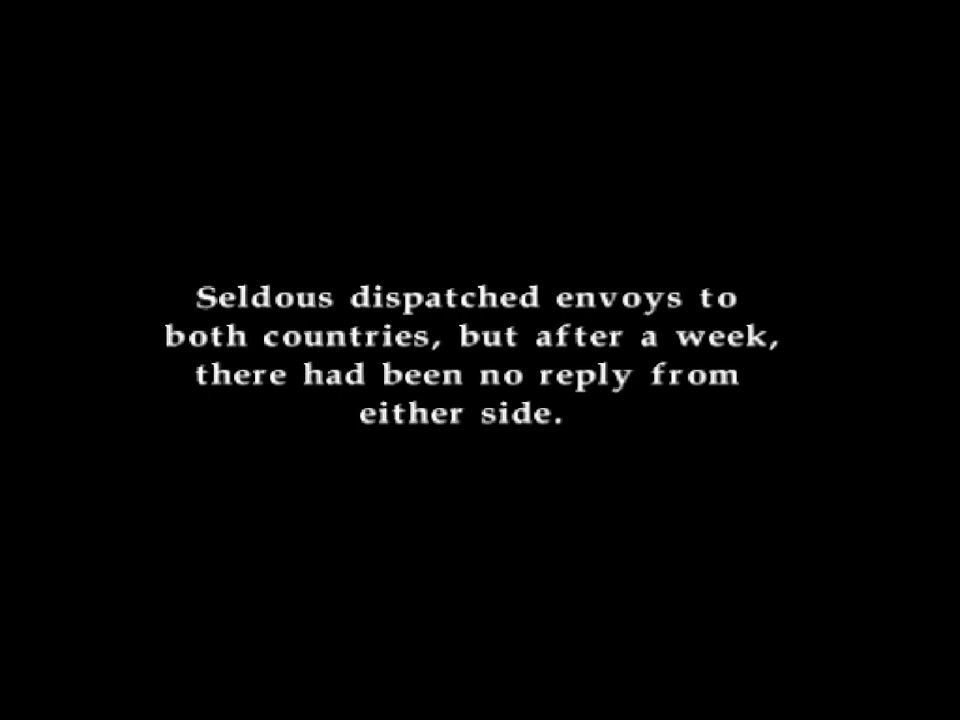 Seldous dispatched envoys to
both countries, but after a week,
there had been no reply from
either side.